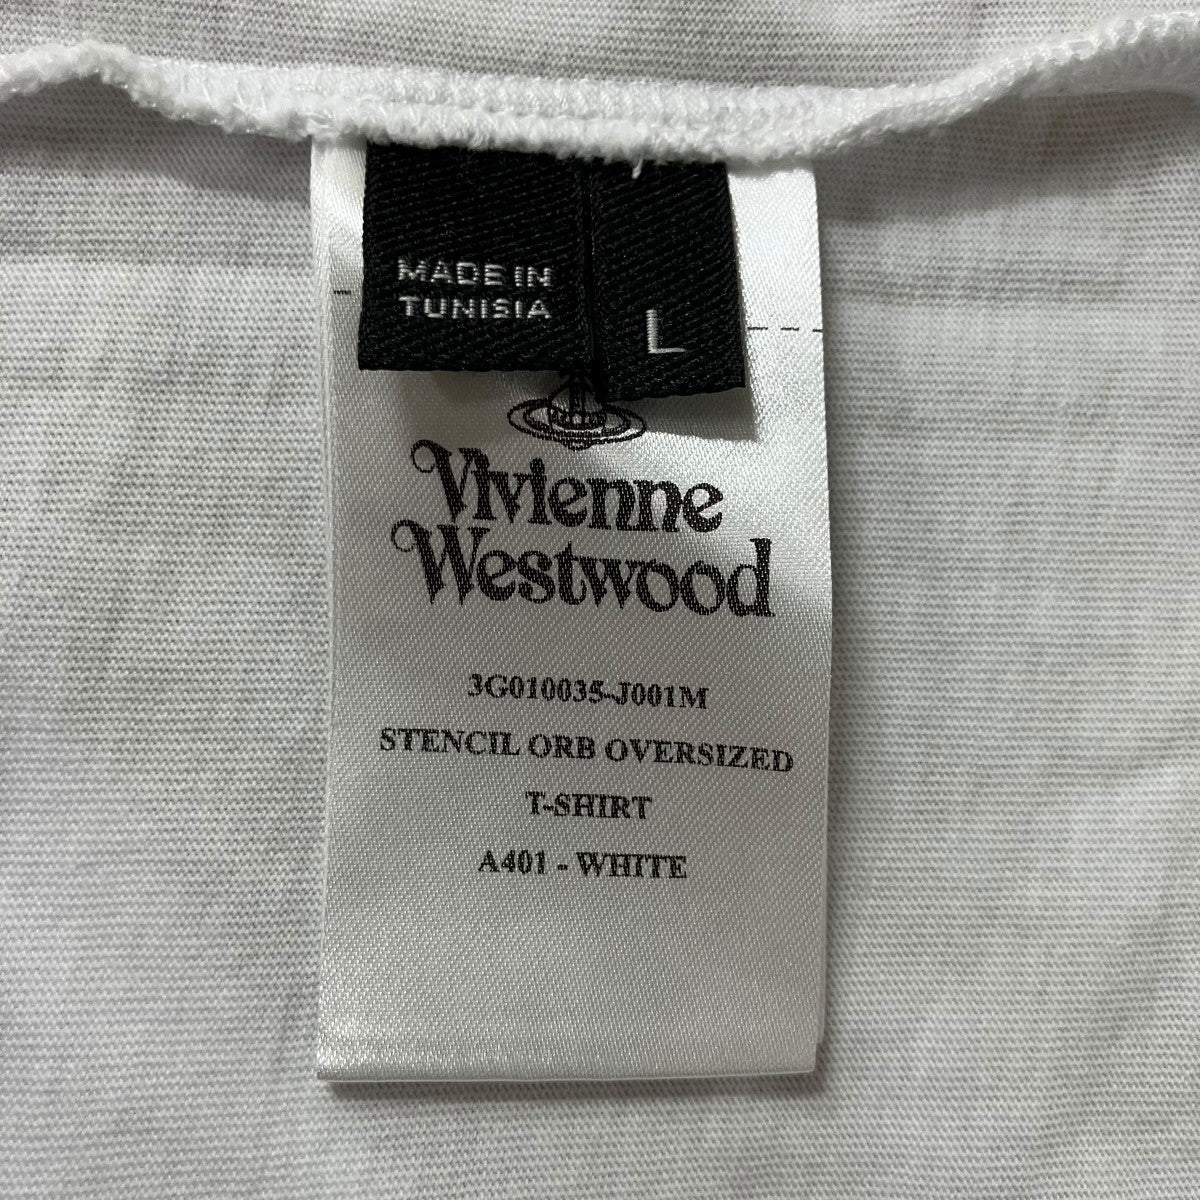 MADE IN
TUNISIA
L
Vivienne
Westwood
3G010035-J001M
STENCIL ORB OVERSIZED
T-SHIRT
A401 - WHITE